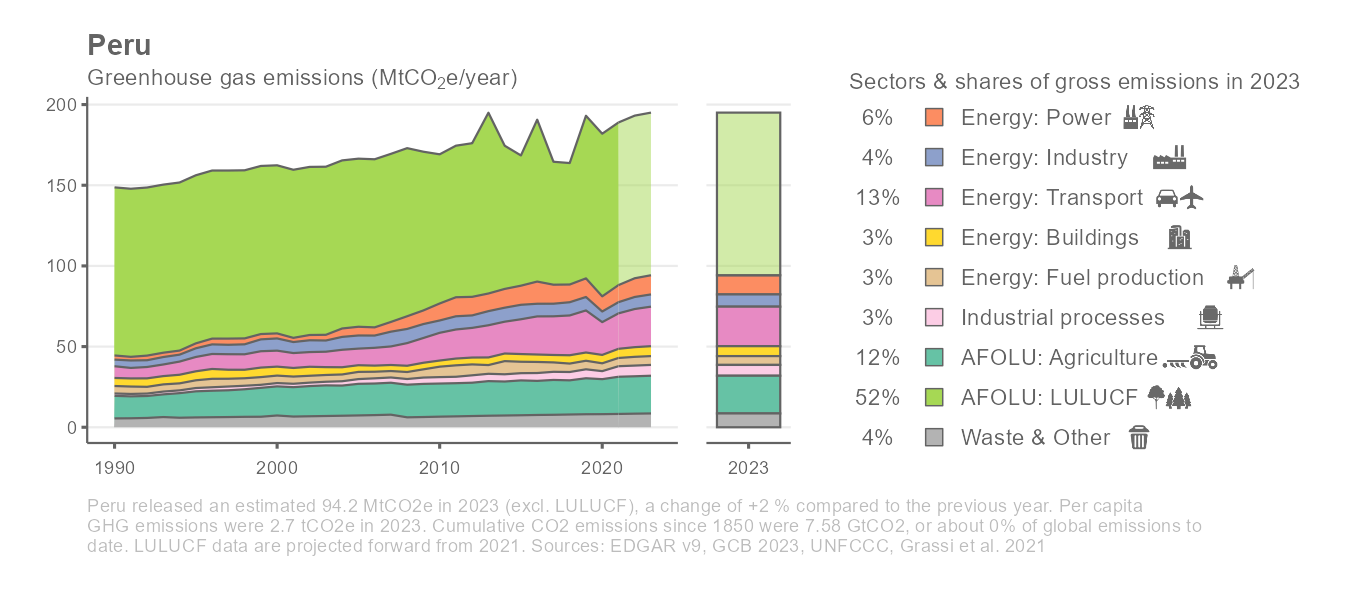 Peru
Greenhouse gas emissions (MtCO₂e/year)
200
150
100
50
0
1990
2000
2010
2020
2023
Sectors & shares of gross emissions in 2023
6% Energy: Power
4% Energy: Industry
13% Energy: Transport
3% Energy: Buildings
3% Energy: Fuel production
3% Industrial processes
12% AFOLU: Agriculture
52% AFOLU: LULUCF
4% Waste & Other
Peru released an estimated 94.2 MtCO2e in 2023 (excl. LULUCF), a change of +2 % compared to the previous year. Per capita
GHG emissions were 2.7 tCO2e in 2023. Cumulative CO2 emissions since 1850 were 7.58 GtCO2, or about 0% of global emissions to
date. LULUCF data are projected forward from 2021. Sources: EDGAR v9, GCB 2023, UNFCCC, Grassi et al. 2021